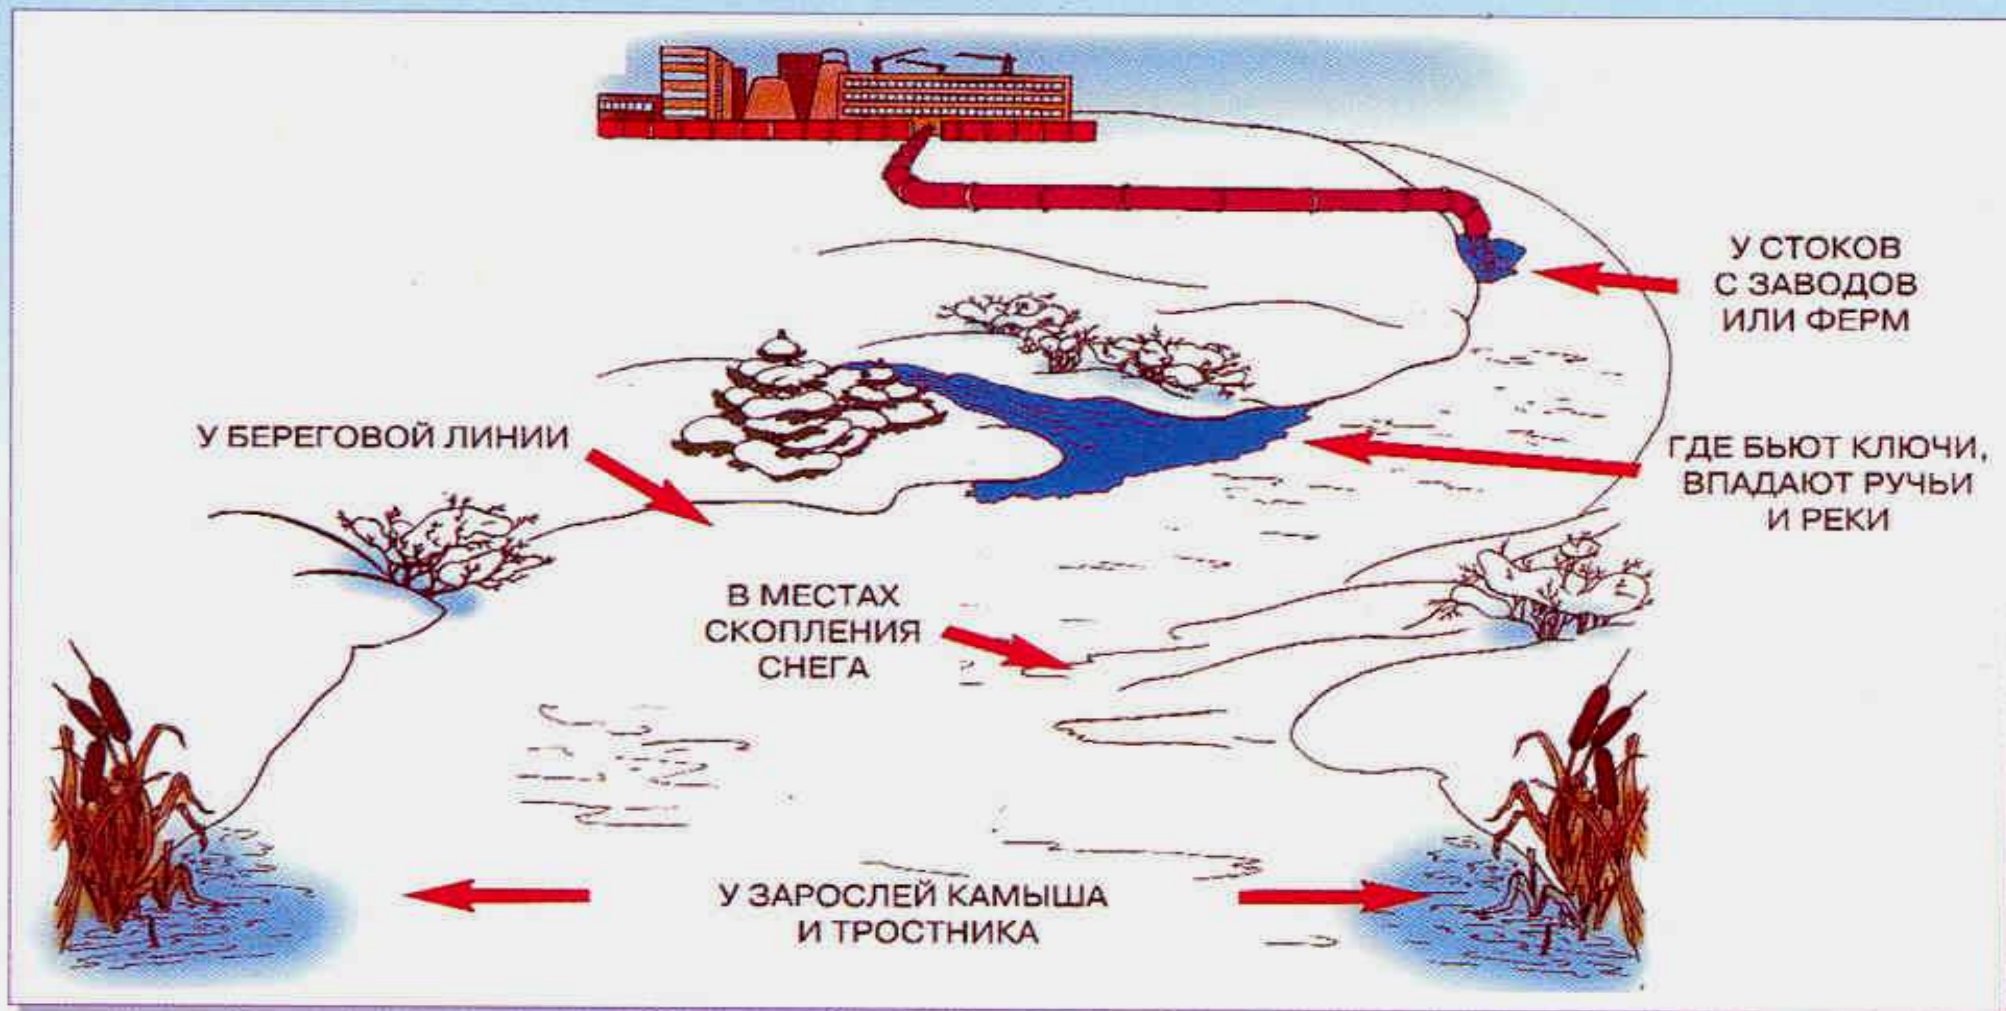 У СТОКОВ
С ЗАВОДОВ
ИЛИ ФЕРМ
У БЕРЕГОВОЙ ЛИНИИ
ГДЕ БЬЮТ КЛЮЧИ,
ВПАДАЮТ РУЧЬИ
И РЕКИ
В МЕСТАХ
СКОПЛЕНИЯ
СНЕГА
У ЗАРОСЛЕЙ КАМЫША
И ТРОСТНИКА